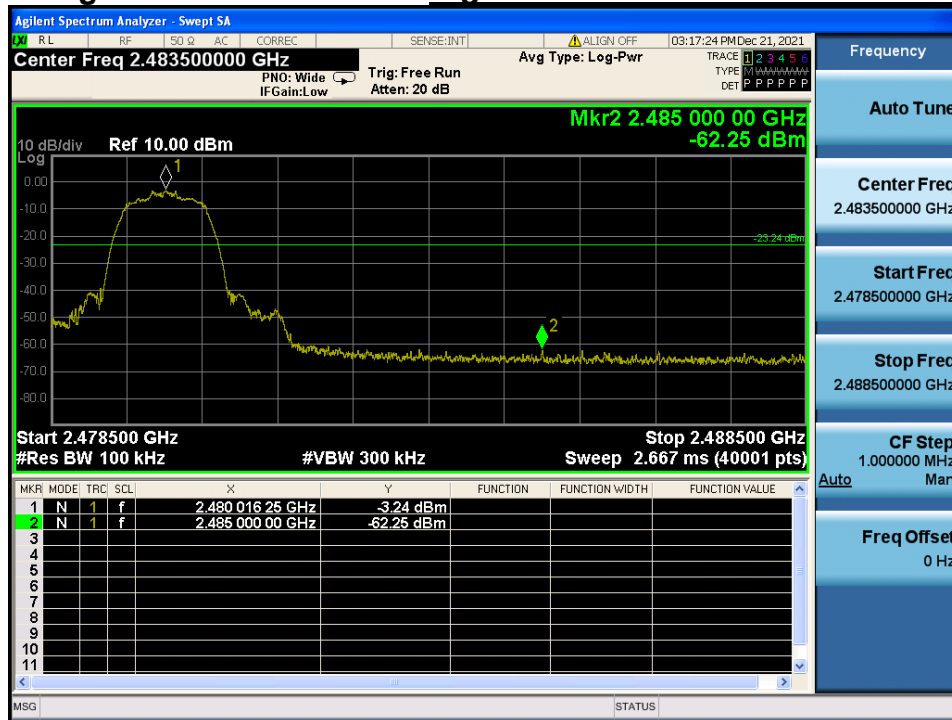 Agilent Spectrum Analyzer - Swept SA
LXI RL RF 50 Ω AC CORREC SENSE:INT ALIGN OFF 03:17:24 PM Dec 21, 2021
Center Freq 2.483500000 GHz
PNO: Wide
IFGain:Low
Trig: Free Run
Atten: 20 dB
Avg Type: Log-Pwr
TRACE 1 2 3 4 5 6
TYPE M W W W W W
DET P P P P P P
Mkr2 2.485 000 00 GHz
-62.25 dBm
10 dB/div Ref 10.00 dBm
Log
1
0.00
-10.0
-20.0
-23.24 dBm
-30.0
-40.0
-50.0
2
-60.0
-70.0
-80.0
Start 2.478500 GHz Stop 2.488500 GHz
#Res BW 100 kHz #VBW 300 kHz Sweep 2.667 ms (40001 pts)
MKR MODE TRC SCL X Y FUNCTION FUNCTION WIDTH FUNCTION VALUE
1 N 1 f 2.480 016 25 GHz -3.24 dBm
2 N 1 f 2.485 000 00 GHz -62.25 dBm
3
4
5
6
7
8
9
10
11
MSG STATUS
Frequency
Auto Tune
Center Freq
2.483500000 GHz
Start Freq
2.478500000 GHz
Stop Freq
2.488500000 GHz
CF Step
1.000000 MHz
Auto Man
Freq Offset
0 Hz